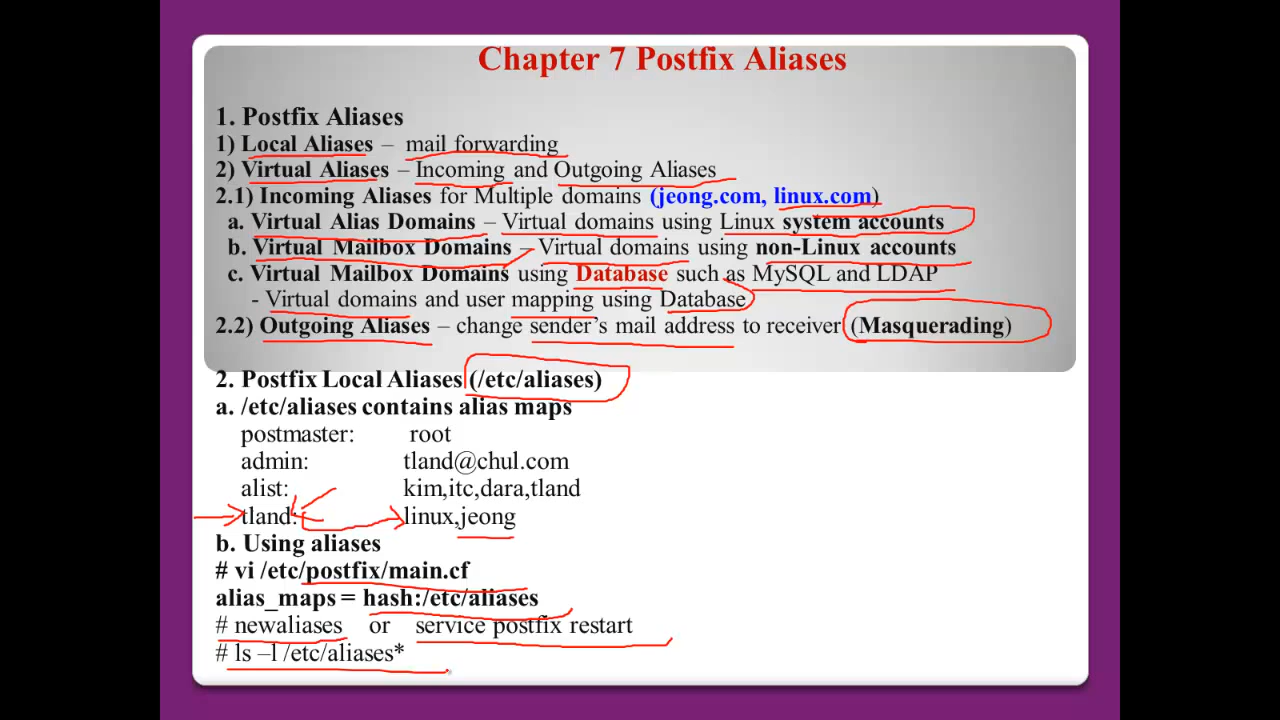 Chapter 7 Postfix Aliases
1. Postfix Aliases
1) Local Aliases – mail forwarding
2) Virtual Aliases – Incoming and Outgoing Aliases
2.1) Incoming Aliases for Multiple domains (jeong.com, linux.com)
a. Virtual Alias Domains – Virtual domains using Linux system accounts
b. Virtual Mailbox Domains – Virtual domains using non-Linux accounts
c. Virtual Mailbox Domains using Database such as MySQL and LDAP
- Virtual domains and user mapping using Database
2.2) Outgoing Aliases – change sender’s mail address to receiver (Masquerading)
2. Postfix Local Aliases (/etc/aliases)
a. /etc/aliases contains alias maps
postmaster: root
admin: tland@chul.com
alist: kim,itc,dara,tland
tland: linux,jeong
b. Using aliases
# vi /etc/postfix/main.cf
alias_maps = hash:/etc/aliases
# newaliases or service postfix restart
# ls –l /etc/aliases*